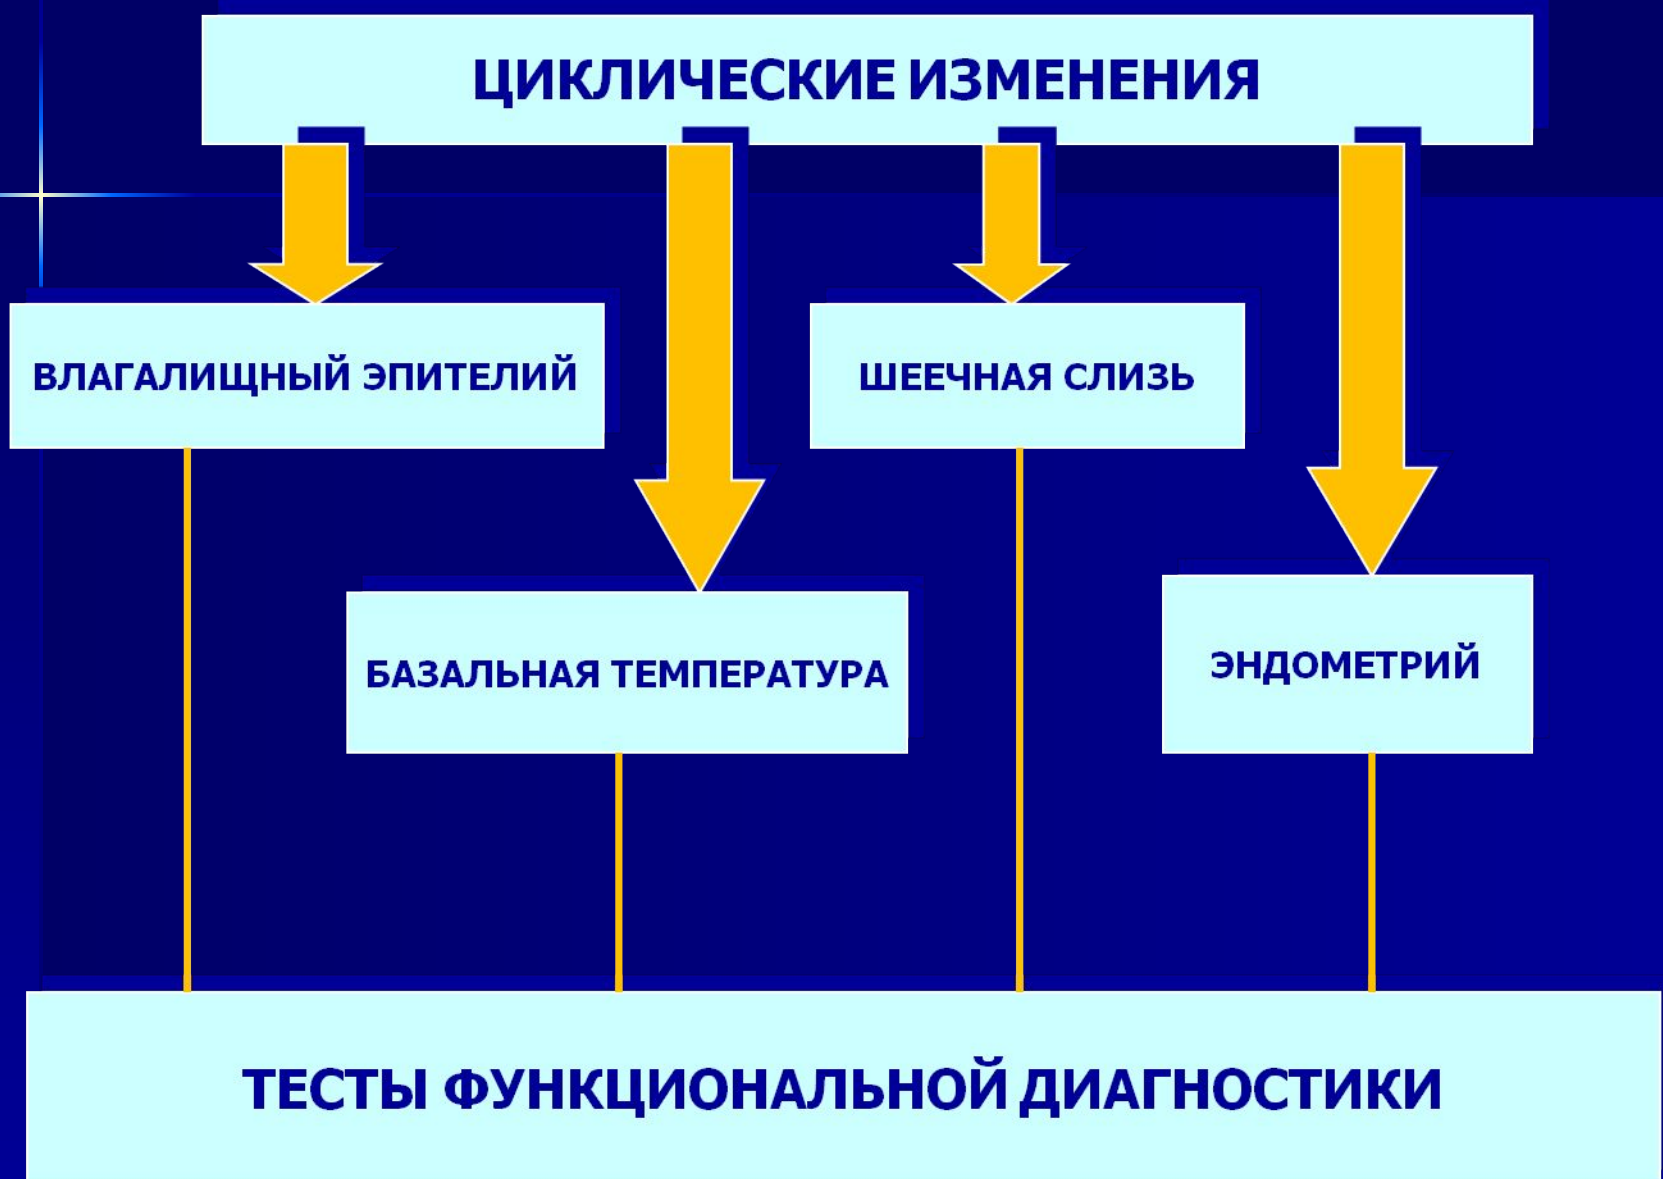 ЦИКЛИЧЕСКИЕ ИЗМЕНЕНИЯ
ВЛАГАЛИЩНЫЙ ЭПИТЕЛИЙ
ШЕЕЧНАЯ СЛИЗЬ
БАЗАЛЬНАЯ ТЕМПЕРАТУРА
ЭНДОМЕТРИЙ
ТЕСТЫ ФУНКЦИОНАЛЬНОЙ ДИАГНОСТИКИ